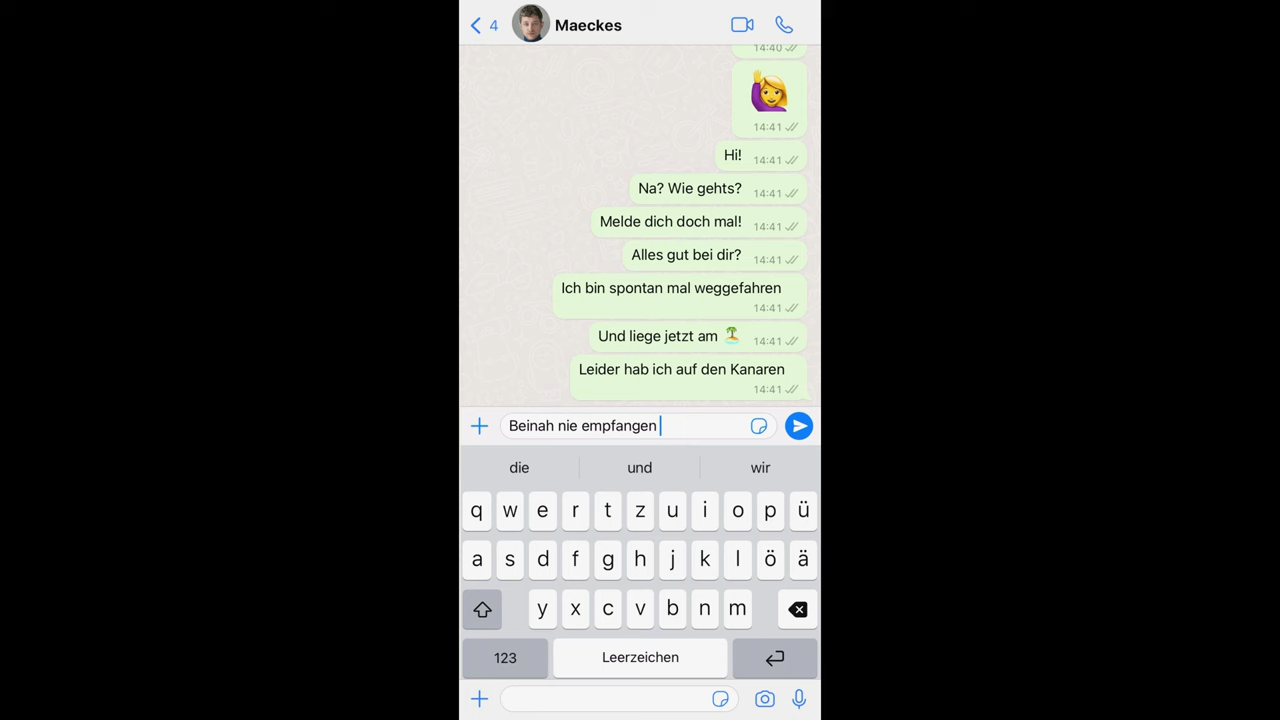 4 Maeckes
14:40
14:41
Hi! 14:41
Na? Wie gehts? 14:41
Melde dich doch mal! 14:41
Alles gut bei dir? 14:41
Ich bin spontan mal weggefahren
14:41
Und liege jetzt am 🏝️ 14:41
Leider hab ich auf den Kanaren
14:41
Beinah nie empfangen
die und wir
q w e r t z u i o p ü
a s d f g h j k l ö ä
y x c v b n m
123 Leerzeichen